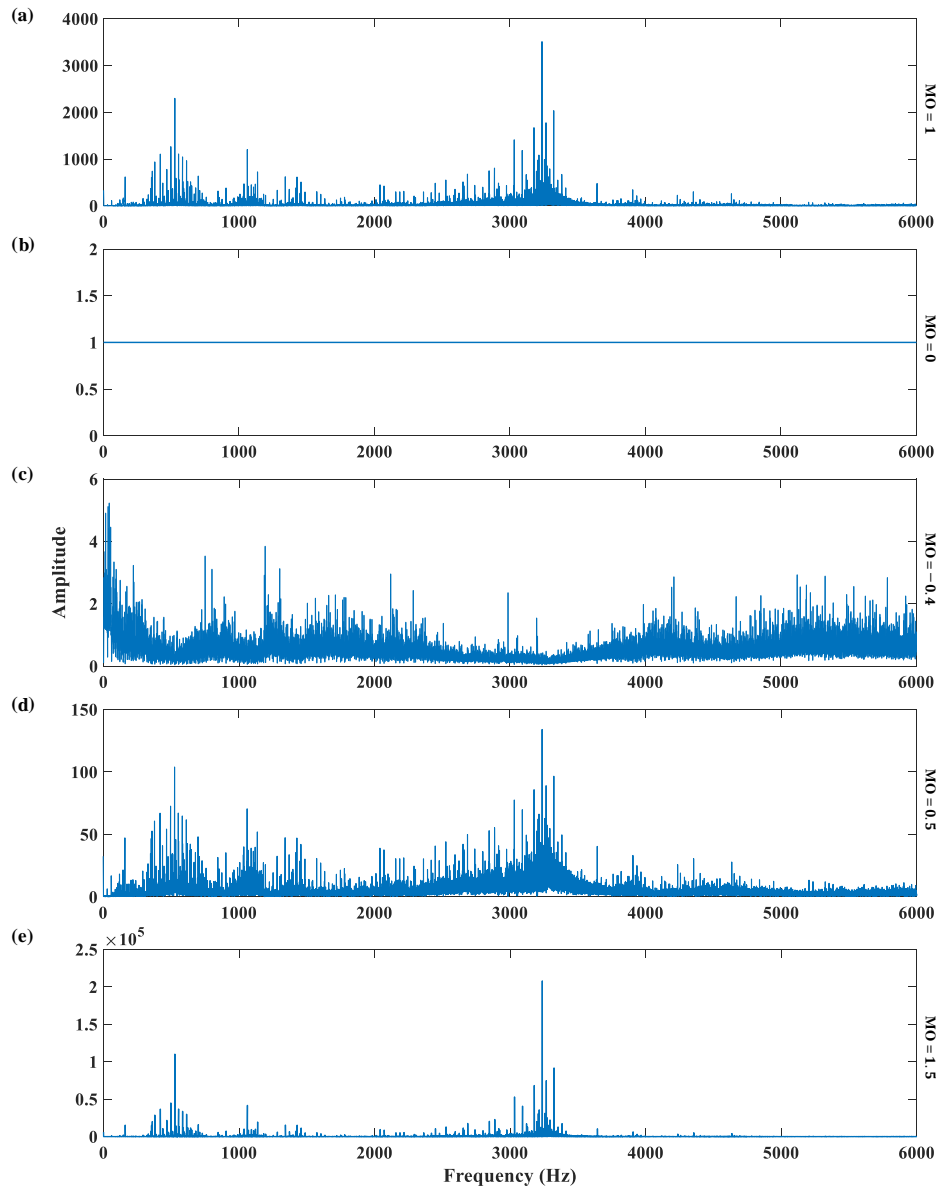 (a)
4000
3000
2000
1000
0
0 1000 2000 3000 4000 5000 6000
MO = 1
(b)
2
1.5
1
0.5
0
0 1000 2000 3000 4000 5000 6000
MO = 0
(c)
6
4
2
0
0 1000 2000 3000 4000 5000 6000
Amplitude
MO = −0.4
(d)
150
100
50
0
0 1000 2000 3000 4000 5000 6000
MO = 0.5
(e)
×10^5
2.5
2
1.5
1
0.5
0
0 1000 2000 3000 4000 5000 6000
MO = 1.5
Frequency (Hz)